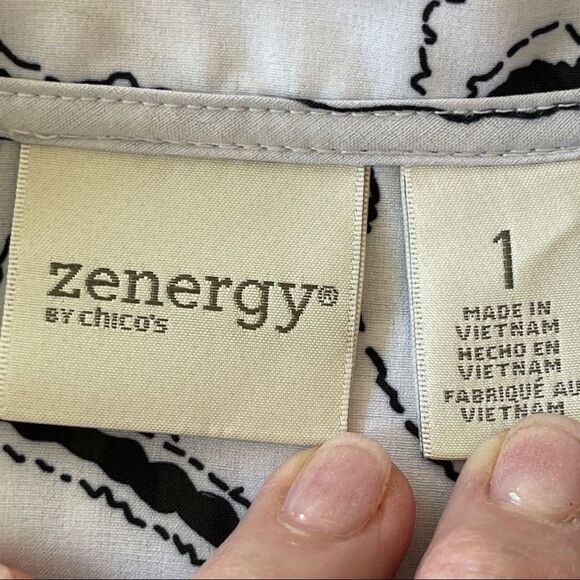 zenergy®
BY chico's
1
MADE IN
VIETNAM
HECHO EN
VIETNAM
FABRIQUÉ AU
VIETNAM